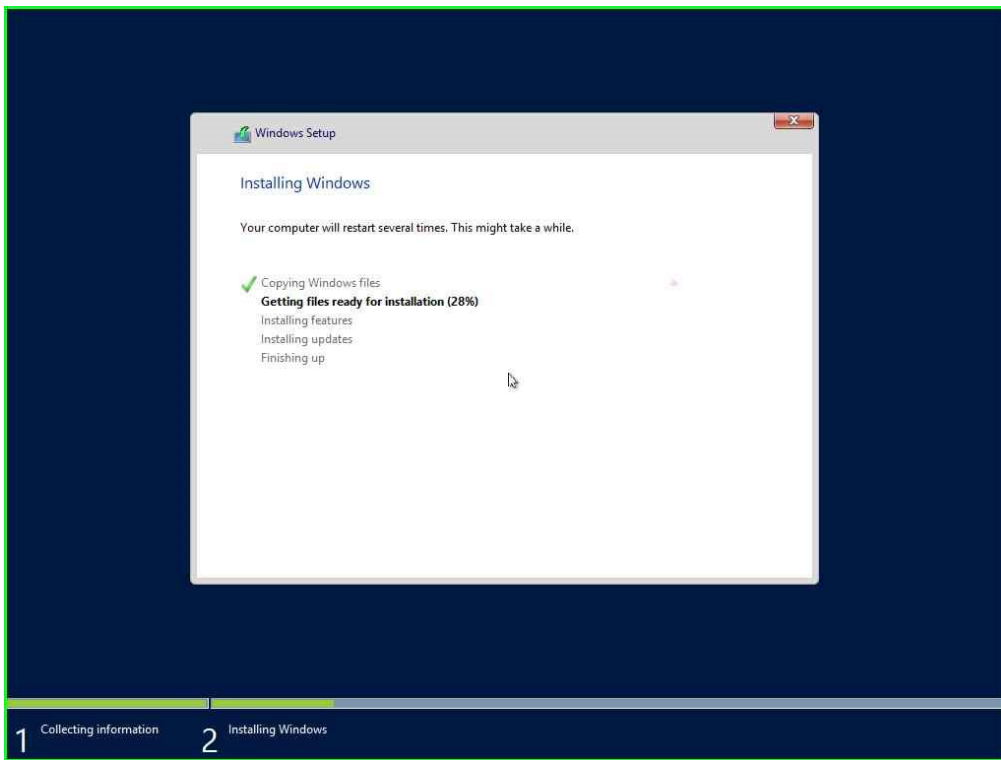 Windows Setup
Installing Windows
Your computer will restart several times. This might take a while.
Copying Windows files
Getting files ready for installation (28%)
Installing features
Installing updates
Finishing up
1 Collecting information
2 Installing Windows